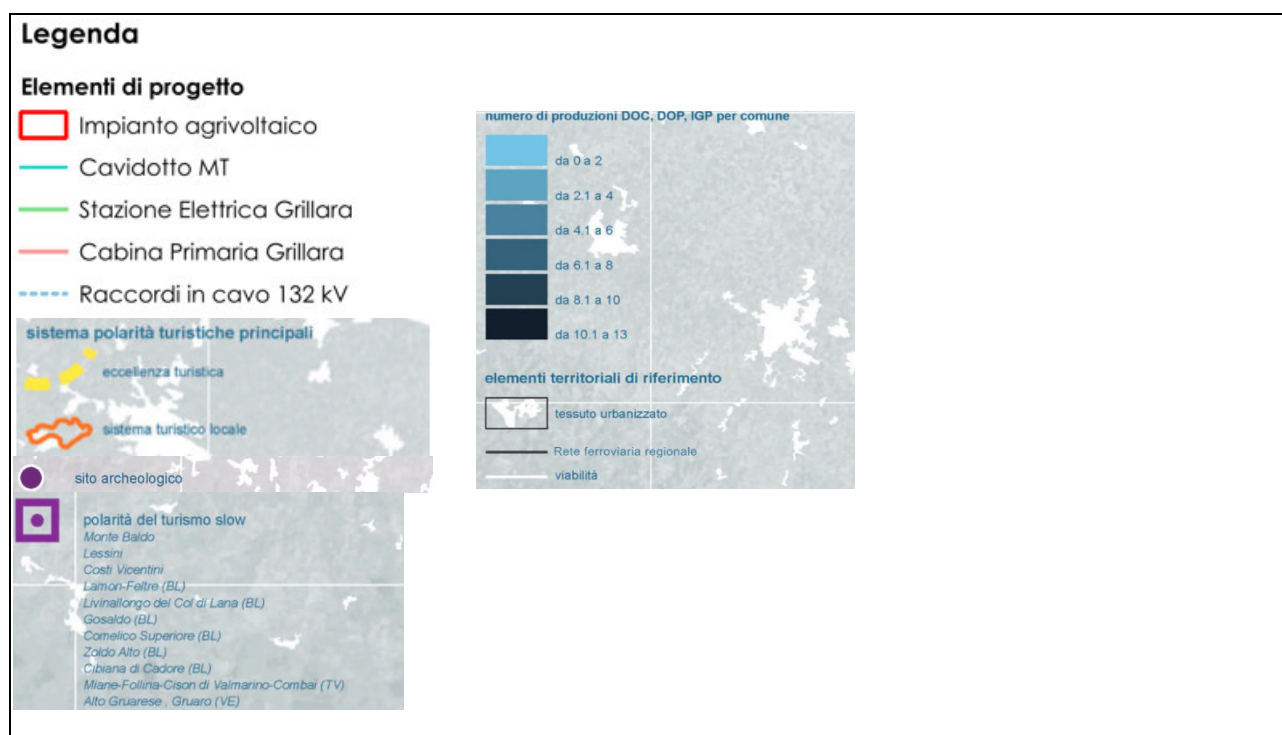 Legenda
Elementi di progetto
Impianto agrivoltaico
Cavidotto MT
Stazione Elettrica Grillara
Cabina Primaria Grillara
Raccordi in cavo 132 kV
sistema polarità turistiche principali
eccellenza turistica
sistema turistico locale
sito archeologico
polarità del turismo slow
Monte Baldo
Lessini
Costi Vicentini
Lamon-Feltre (BL)
Livinallongo del Col di Lana (BL)
Gosaldo (BL)
Comelico Superiore (BL)
Zoldo Alto (BL)
Cibiana di Cadore (BL)
Miane-Follina-Cison di Valmarino-Combai (TV)
Alto Gruarese , Gruaro (VE)
numero di produzioni DOC, DOP, IGP per comune
da 0 a 2
da 2.1 a 4
da 4.1 a 6
da 6.1 a 8
da 8.1 a 10
da 10.1 a 13
elementi territoriali di riferimento
tessuto urbanizzato
Rete ferroviaria regionale
viabilità